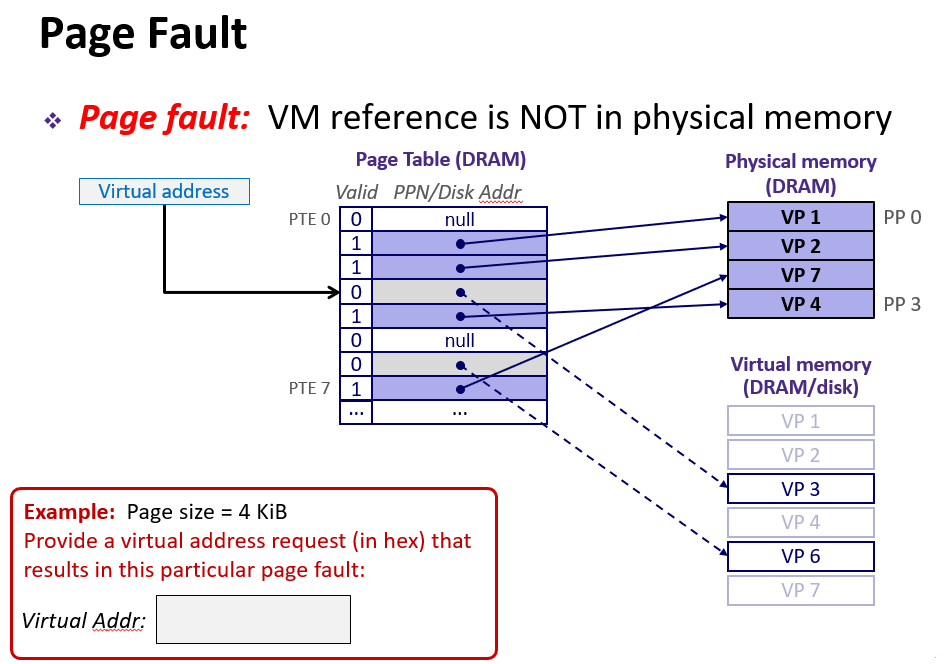 Page Fault
❖ Page fault: VM reference is NOT in physical memory
Page Table (DRAM)
Physical memory
(DRAM)
Virtual address
Valid PPN/Disk Addr
PTE 0 0 null
1
1
0
1
0 null
0
PTE 7 1
... ...
VP 1 PP 0
VP 2
VP 7
VP 4 PP 3
Virtual memory
(DRAM/disk)
VP 1
VP 2
VP 3
VP 4
VP 6
VP 7
Example: Page size = 4 KiB
Provide a virtual address request (in hex) that
results in this particular page fault:
Virtual Addr: